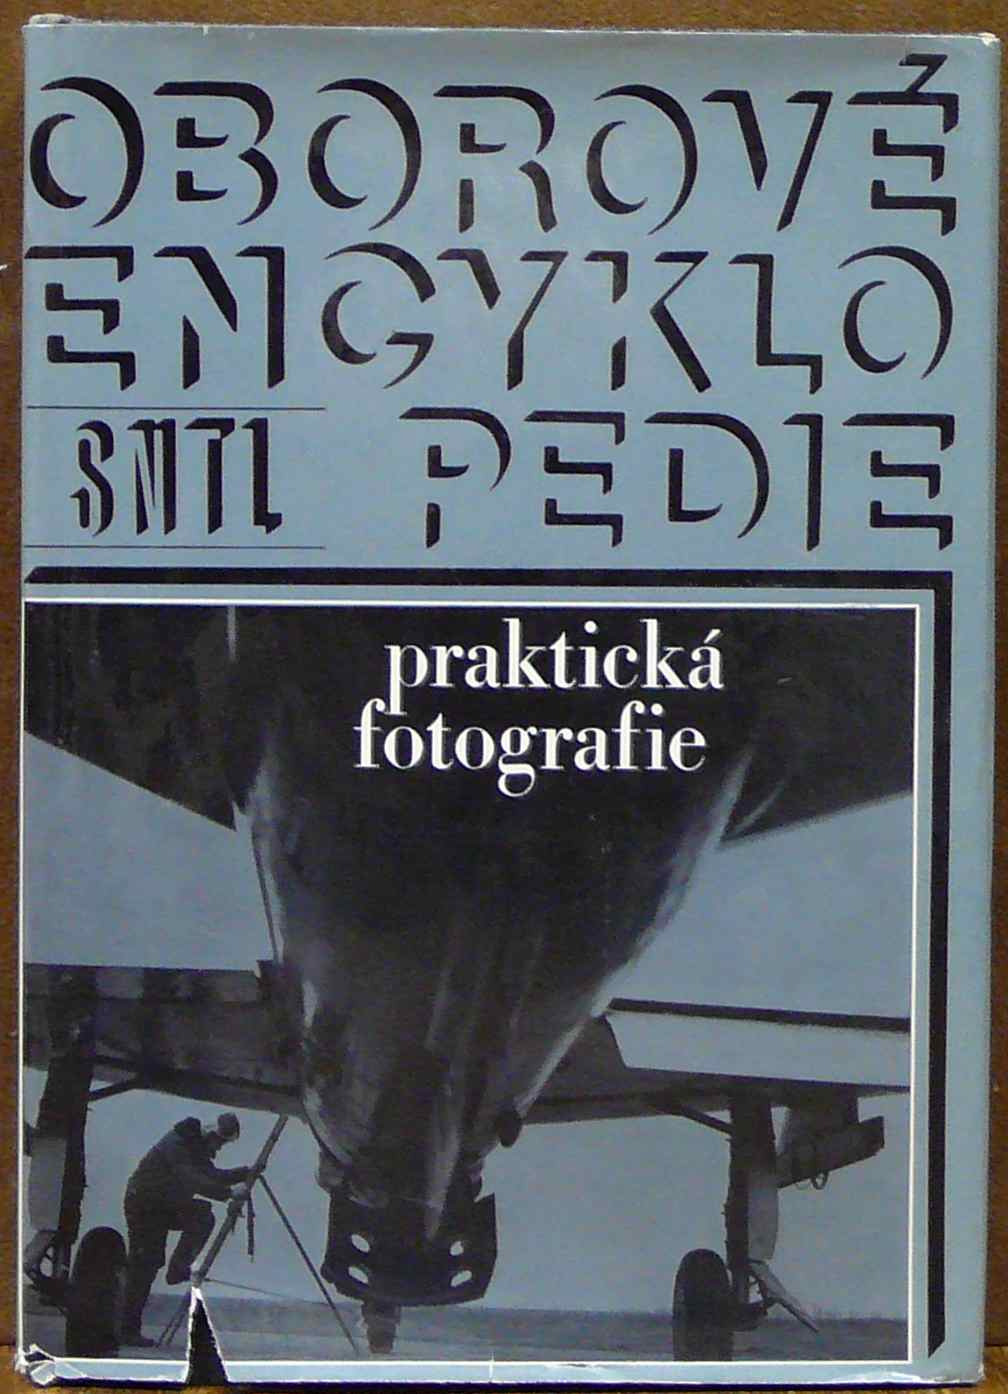 OBOROVÉ
ENCYKLO
SNTL PEDIE
praktická
fotografie